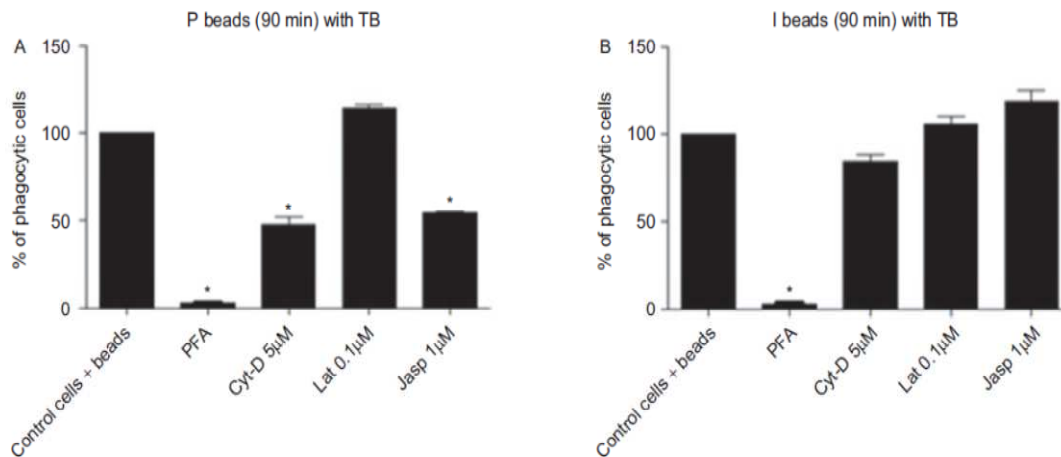 P beads (90 min) with TB
A
150
100
50
0
% of phagocytic cells
*
*
*
Control cells + beads
PFA
Cyt-D 5μM
Lat 0.1μM
Jasp 1μM
I beads (90 min) with TB
B
150
100
50
0
% of phagocytic cells
*
Control cells + beads
PFA
Cyt-D 5μM
Lat 0.1μM
Jasp 1μM